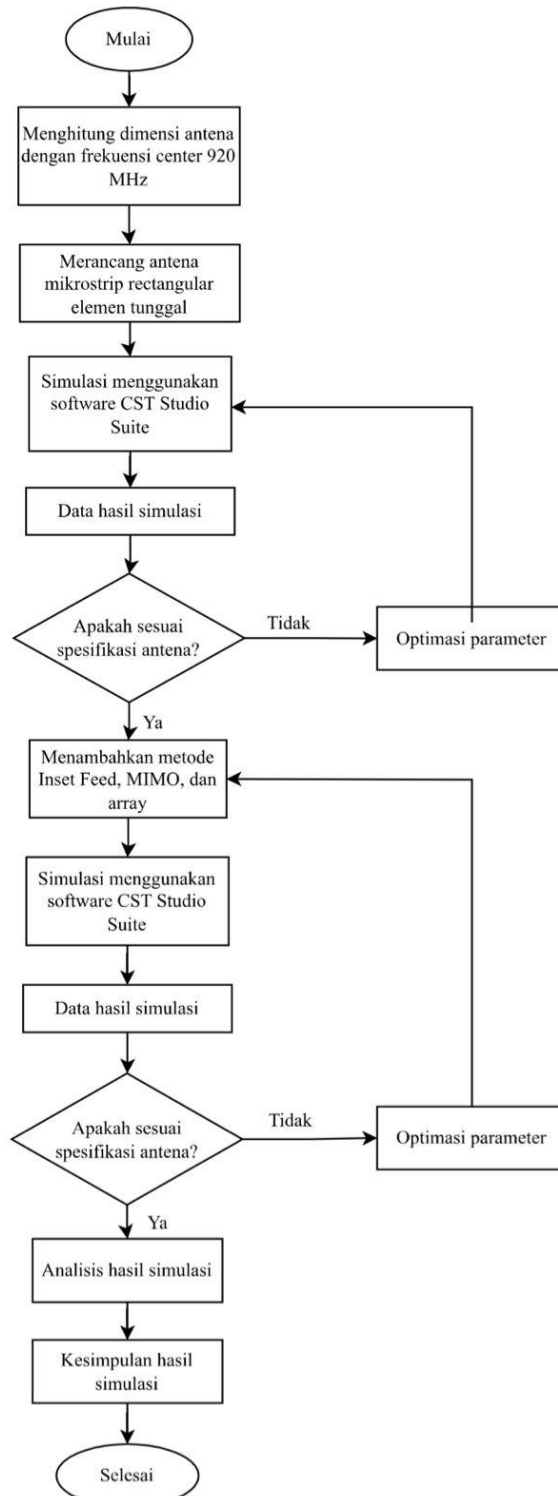 Mulai
Menghitung dimensi antena
dengan frekuensi center 920
MHz
Merancang antena
mikrostrip rectangular
elemen tunggal
Simulasi menggunakan
software CST Studio
Suite
Data hasil simulasi
Apakah sesuai
spesifikasi antena?
Tidak
Optimasi parameter
Ya
Menambahkan metode
Inset Feed, MIMO, dan
array
Simulasi menggunakan
software CST Studio
Suite
Data hasil simulasi
Apakah sesuai
spesifikasi antena?
Tidak
Optimasi parameter
Ya
Analisis hasil simulasi
Kesimpulan hasil
simulasi
Selesai